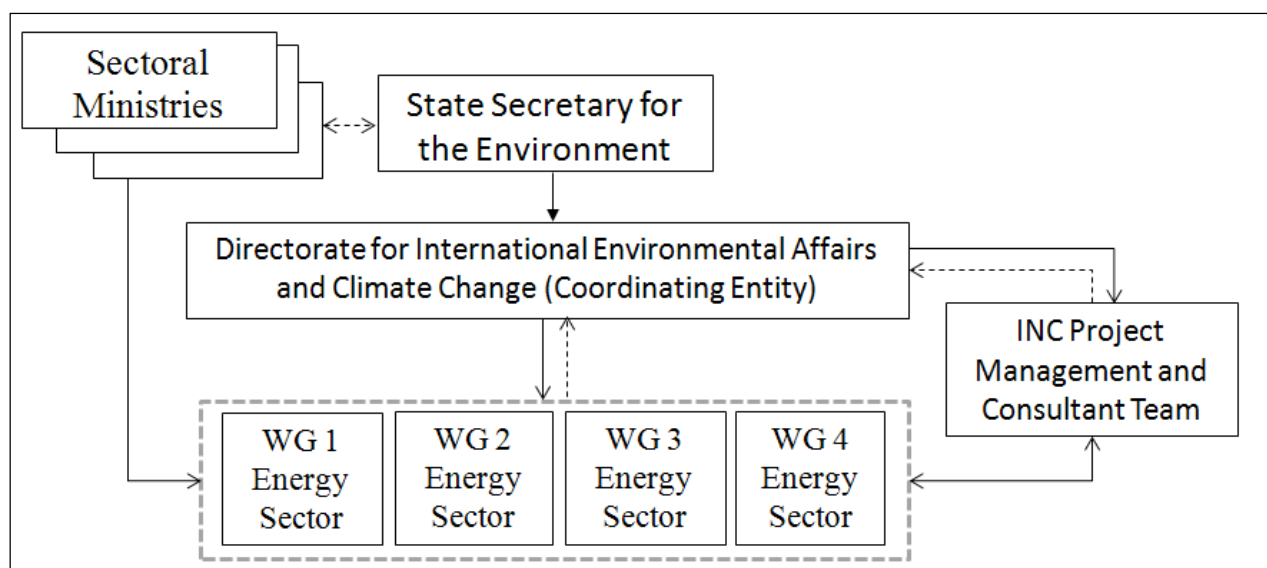 Sectoral
Ministries
State Secretary for
the Environment
Directorate for International Environmental Affairs
and Climate Change (Coordinating Entity)
INC Project
Management and
Consultant Team
WG 1
Energy
Sector
WG 2
Energy
Sector
WG 3
Energy
Sector
WG 4
Energy
Sector